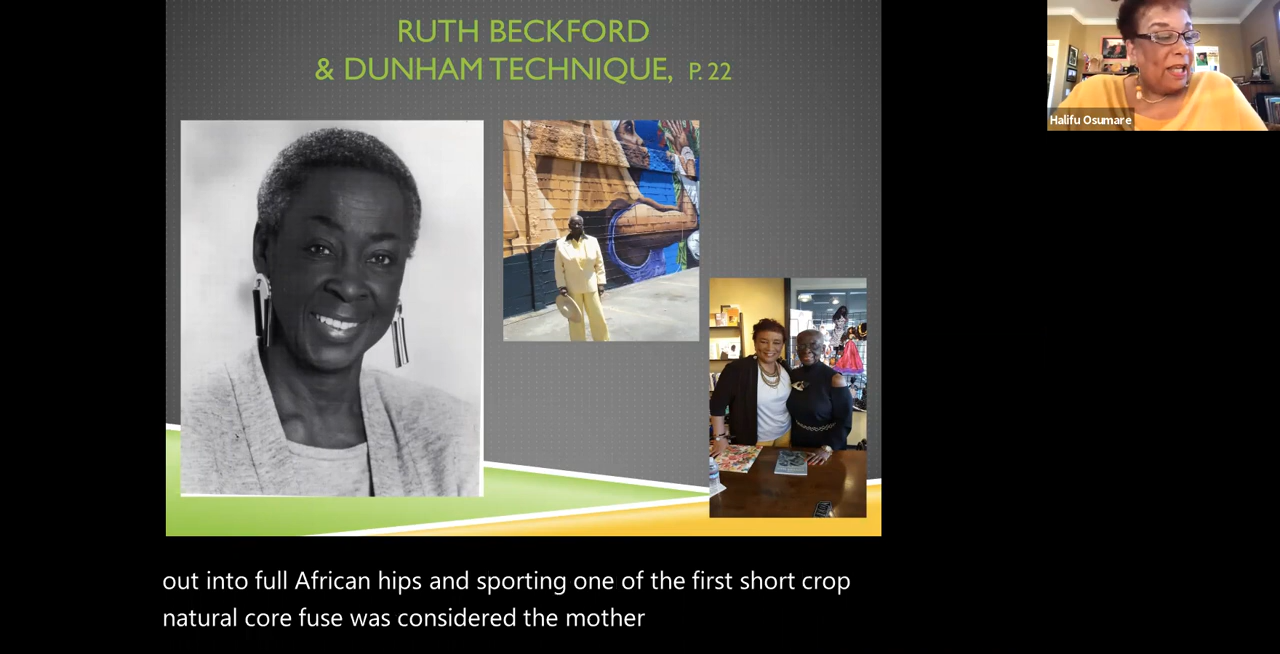 RUTH BECKFORD
& DUNHAM TECHNIQUE, P. 22
Halifu Osumare
out into full African hips and sporting one of the first short crop
natural core fuse was considered the mother